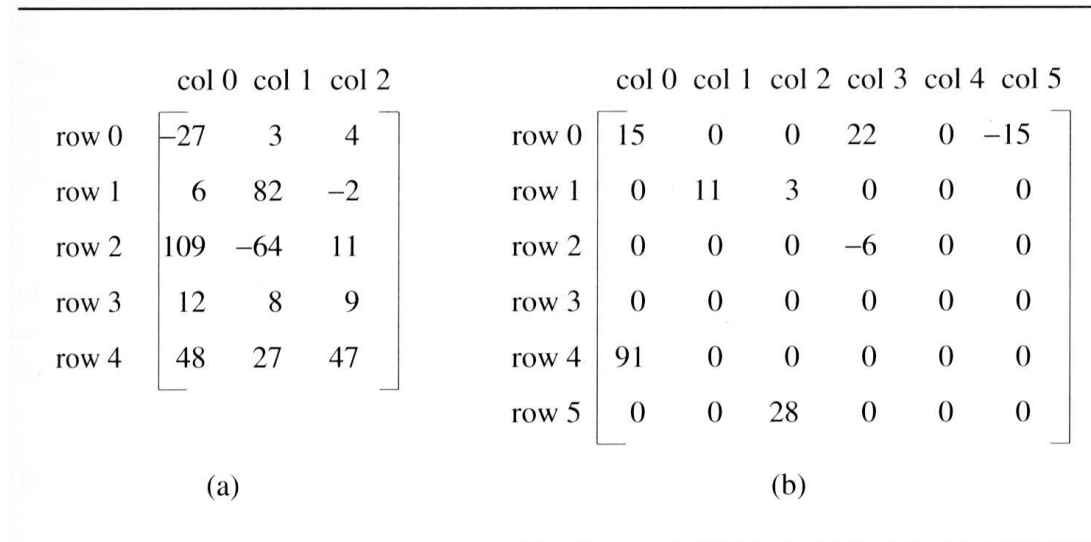 col 0 col 1 col 2
row 0 −27 3 4
row 1 6 82 −2
row 2 109 −64 11
row 3 12 8 9
row 4 48 27 47
(a)
col 0 col 1 col 2 col 3 col 4 col 5
row 0 15 0 0 22 0 −15
row 1 0 11 3 0 0 0
row 2 0 0 0 −6 0 0
row 3 0 0 0 0 0 0
row 4 91 0 0 0 0 0
row 5 0 0 28 0 0 0
(b)